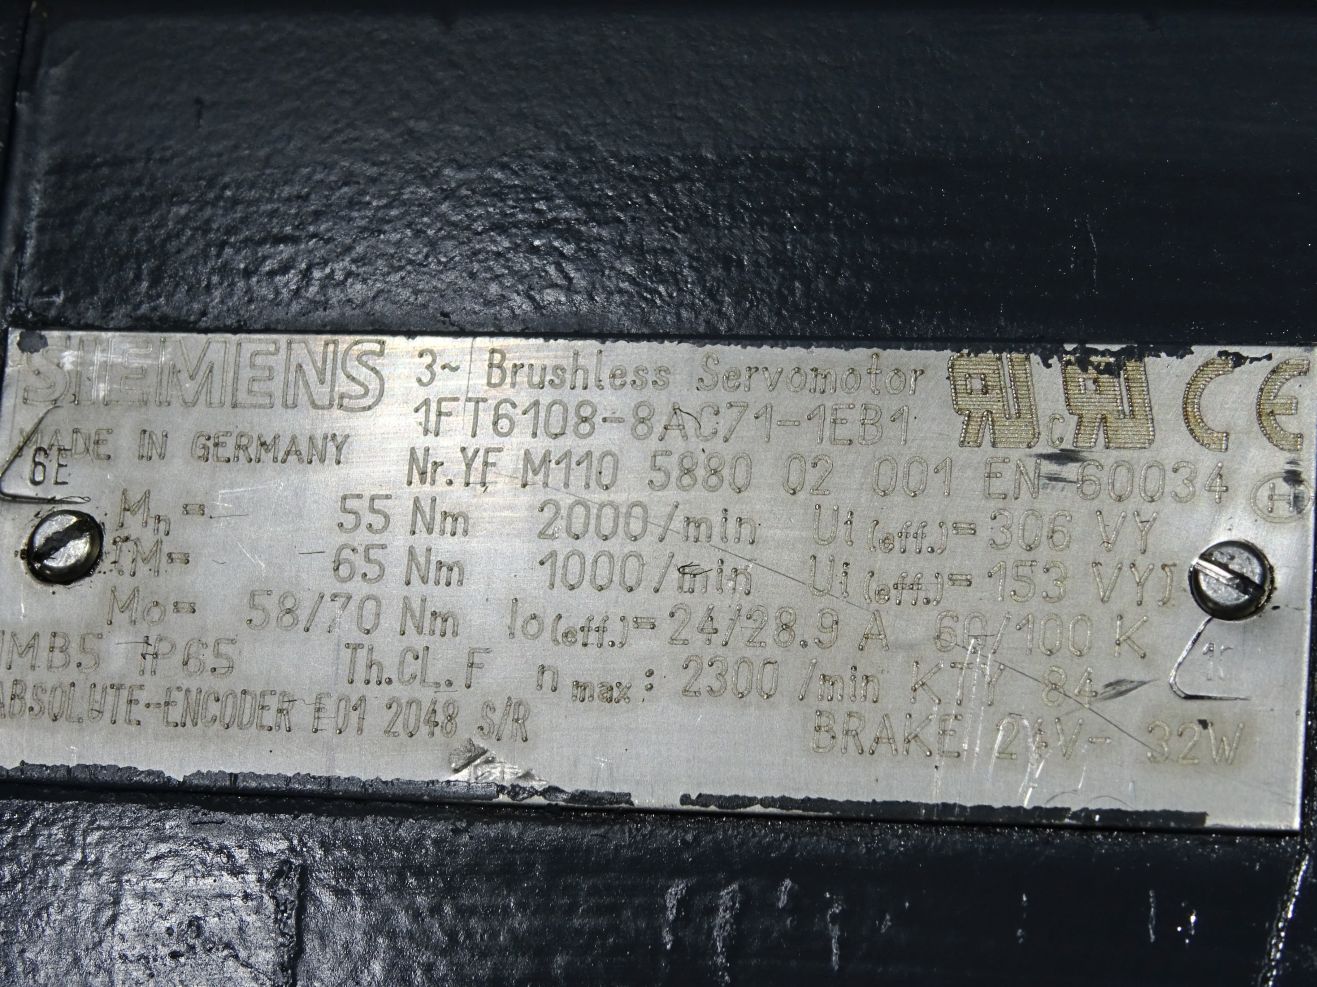 SIEMENS 3~ Brushless Servomotor
1FT6108-8AC71-1EB1
MADE IN GERMANY
6E Nr.YF M110 5880 02 001 EN 60034
Mn= 55 Nm 2000/min Ui(eff.)=306 VY
1M= 65 Nm 1000/min Ui(eff.)=153 VY
Mo= 58/70 Nm Io(eff.)=24/28.9 A 60/100 K
IMB5 IP65 Th.CL.F n max: 2300 /min KTY 84
ABSOLUTE-ENCODER E01 2048 S/R BRAKE 24V- 32W